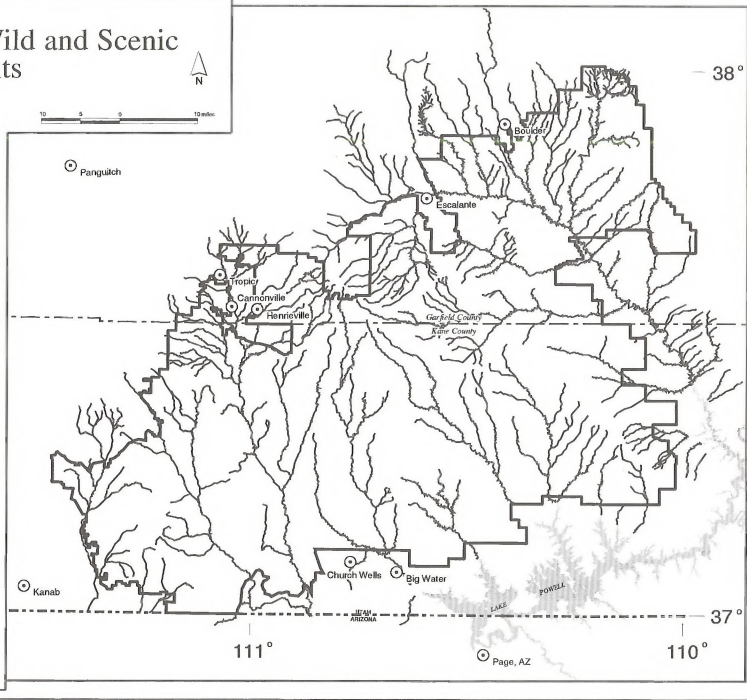 ild and Scenic
ts
N
10 5 0 10 miles
38°
Boulder
Panguitch
Escalante
Tropic
Cannonville
Henrieville
Garfield County
Kane County
Church Wells
Big Water
Kanab
LAKE POWELL
UTAH
ARIZONA
37°
111°
110°
Page, AZ